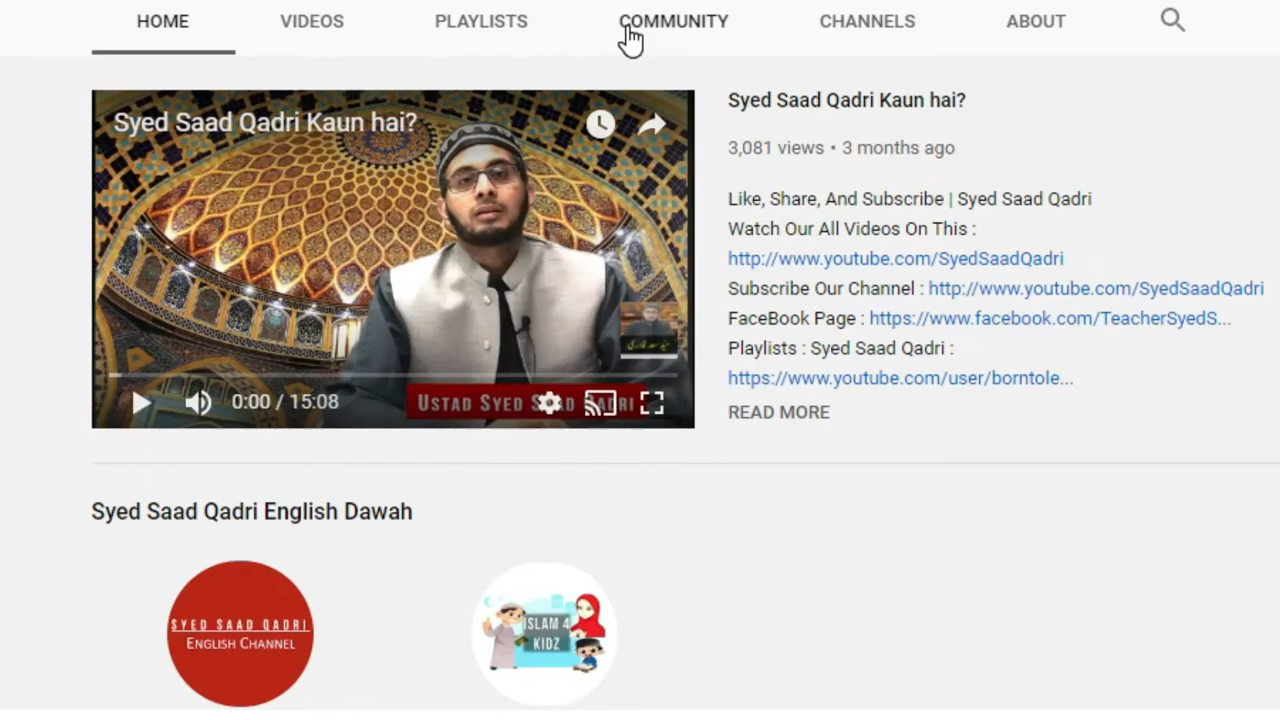 HOME VIDEOS PLAYLISTS COMMUNITY CHANNELS ABOUT
Syed Saad Qadri Kaun hai?
0:00 / 15:08
USTAD SYED
Syed Saad Qadri Kaun hai?
3,081 views • 3 months ago
Like, Share, And Subscribe | Syed Saad Qadri
Watch Our All Videos On This :
http://www.youtube.com/SyedSaadQadri
Subscribe Our Channel : http://www.youtube.com/SyedSaadQadri
FaceBook Page : https://www.facebook.com/TeacherSyedS...
Playlists : Syed Saad Qadri :
https://www.youtube.com/user/borntole...
READ MORE
Syed Saad Qadri English Dawah
SYED SAAD QADRI
ENGLISH CHANNEL
ISLAM 4
KIDZ